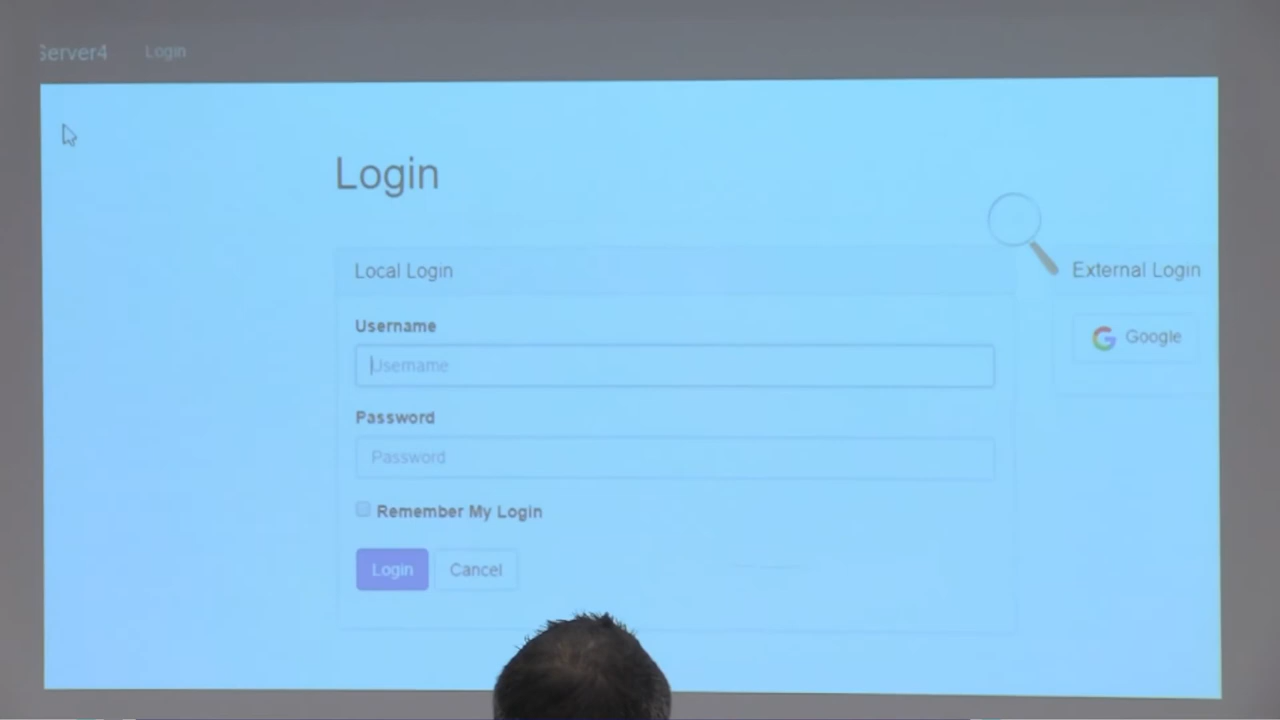 Server4 Login
Login
Local Login
External Login
Username
Username
Google
Password
Password
Remember My Login
Login Cancel